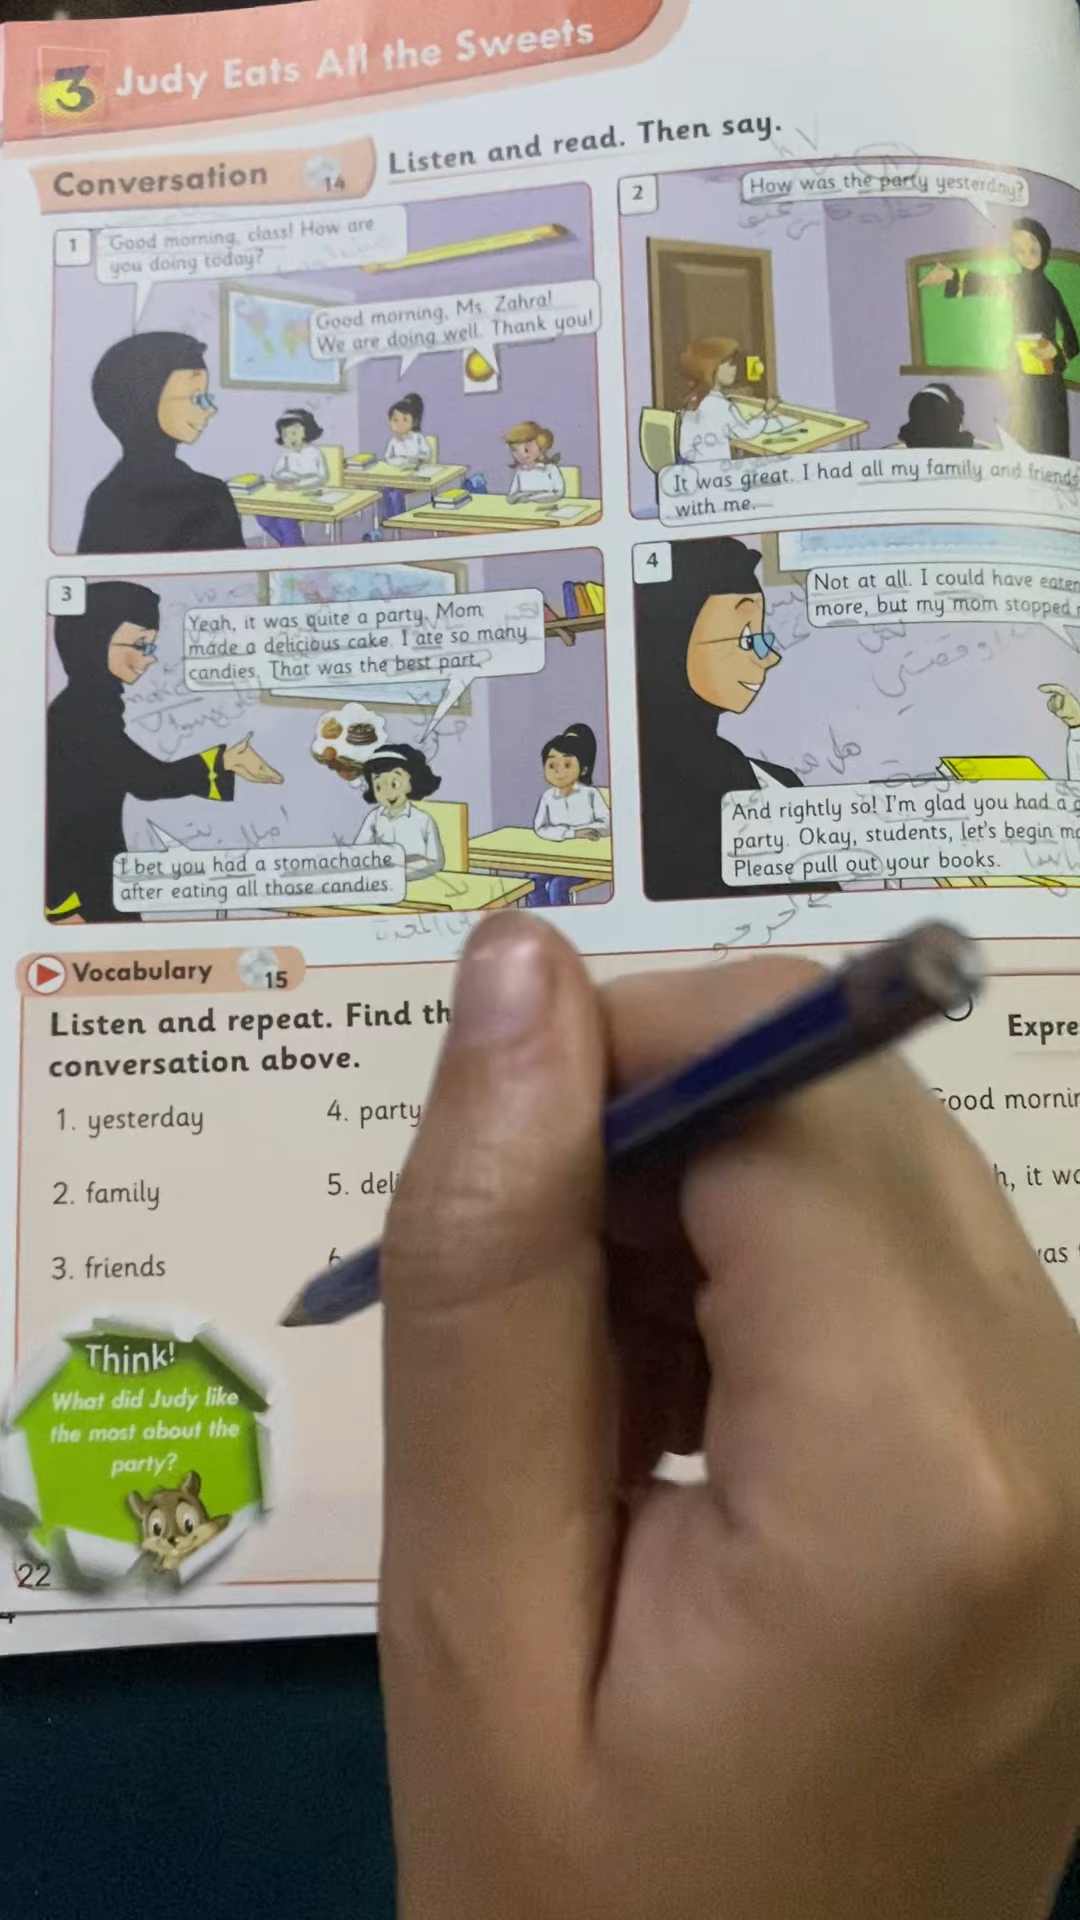 3 Judy Eats All the Sweets
Conversation 14
Listen and read. Then say.
1
Good morning, class! How are
you doing today?
Good morning, Ms. Zahra!
We are doing well. Thank you!
2
How was the party yesterday?
It was great. I had all my family and friends
with me.
3
Yeah, it was quite a party. Mom
made a delicious cake. I ate so many
candies. That was the best part.
I bet you had a stomachache
after eating all those candies.
4
Not at all. I could have eaten
more, but my mom stopped
And rightly so! I'm glad you had a
party. Okay, students, let's begin
Please pull out your books.
Vocabulary 15
Listen and repeat. Find th
conversation above.
1. yesterday
2. family
3. friends
4. party
5. deli
6
Expre
ood mornin
h, it wa
as
Think!
What did Judy like
the most about the
party?
22